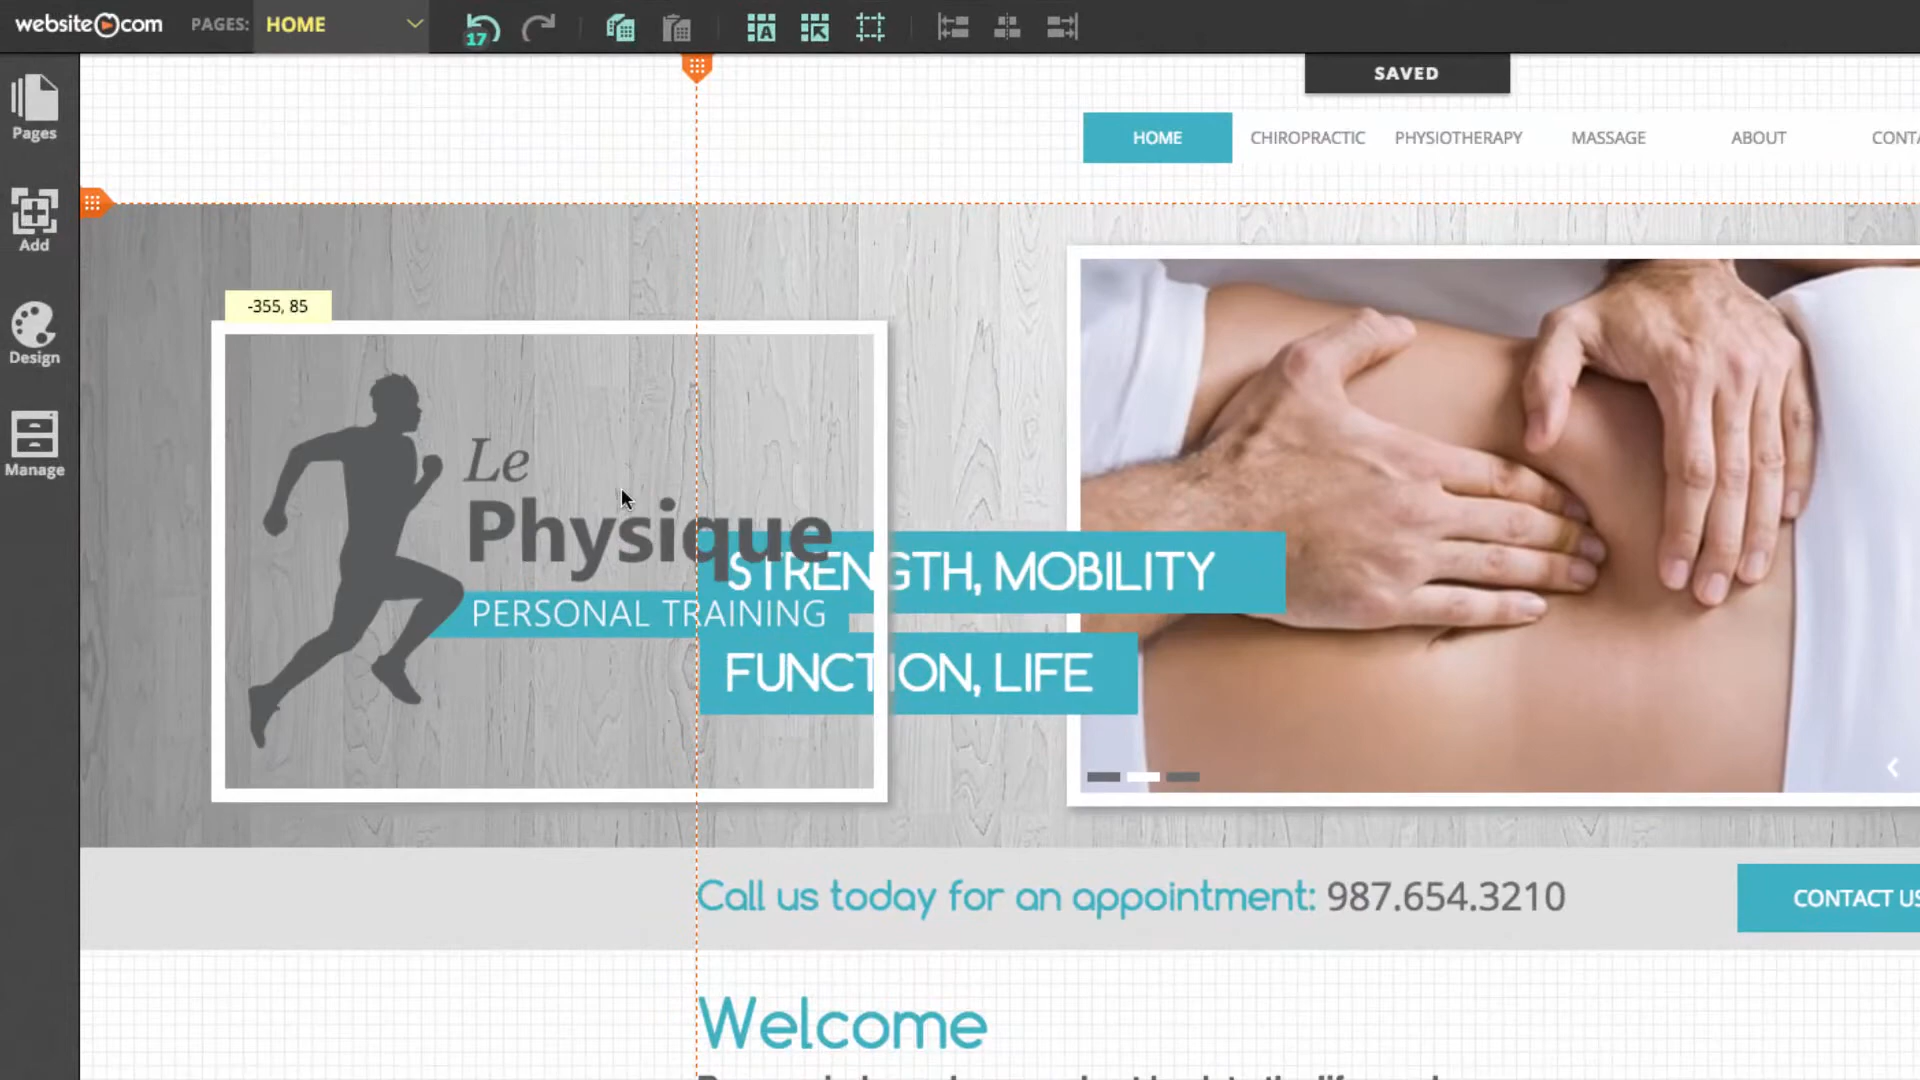 website.com PAGES: HOME
17
SAVED
Pages
Add
Design
Manage
HOME CHIROPRACTIC PHYSIOTHERAPY MASSAGE ABOUT
-355, 85
Le
Physique
PERSONAL TRAINING
STRENGTH, MOBILITY
FUNCTION, LIFE
Call us today for an appointment: 987.654.3210
CONTACT US
Welcome